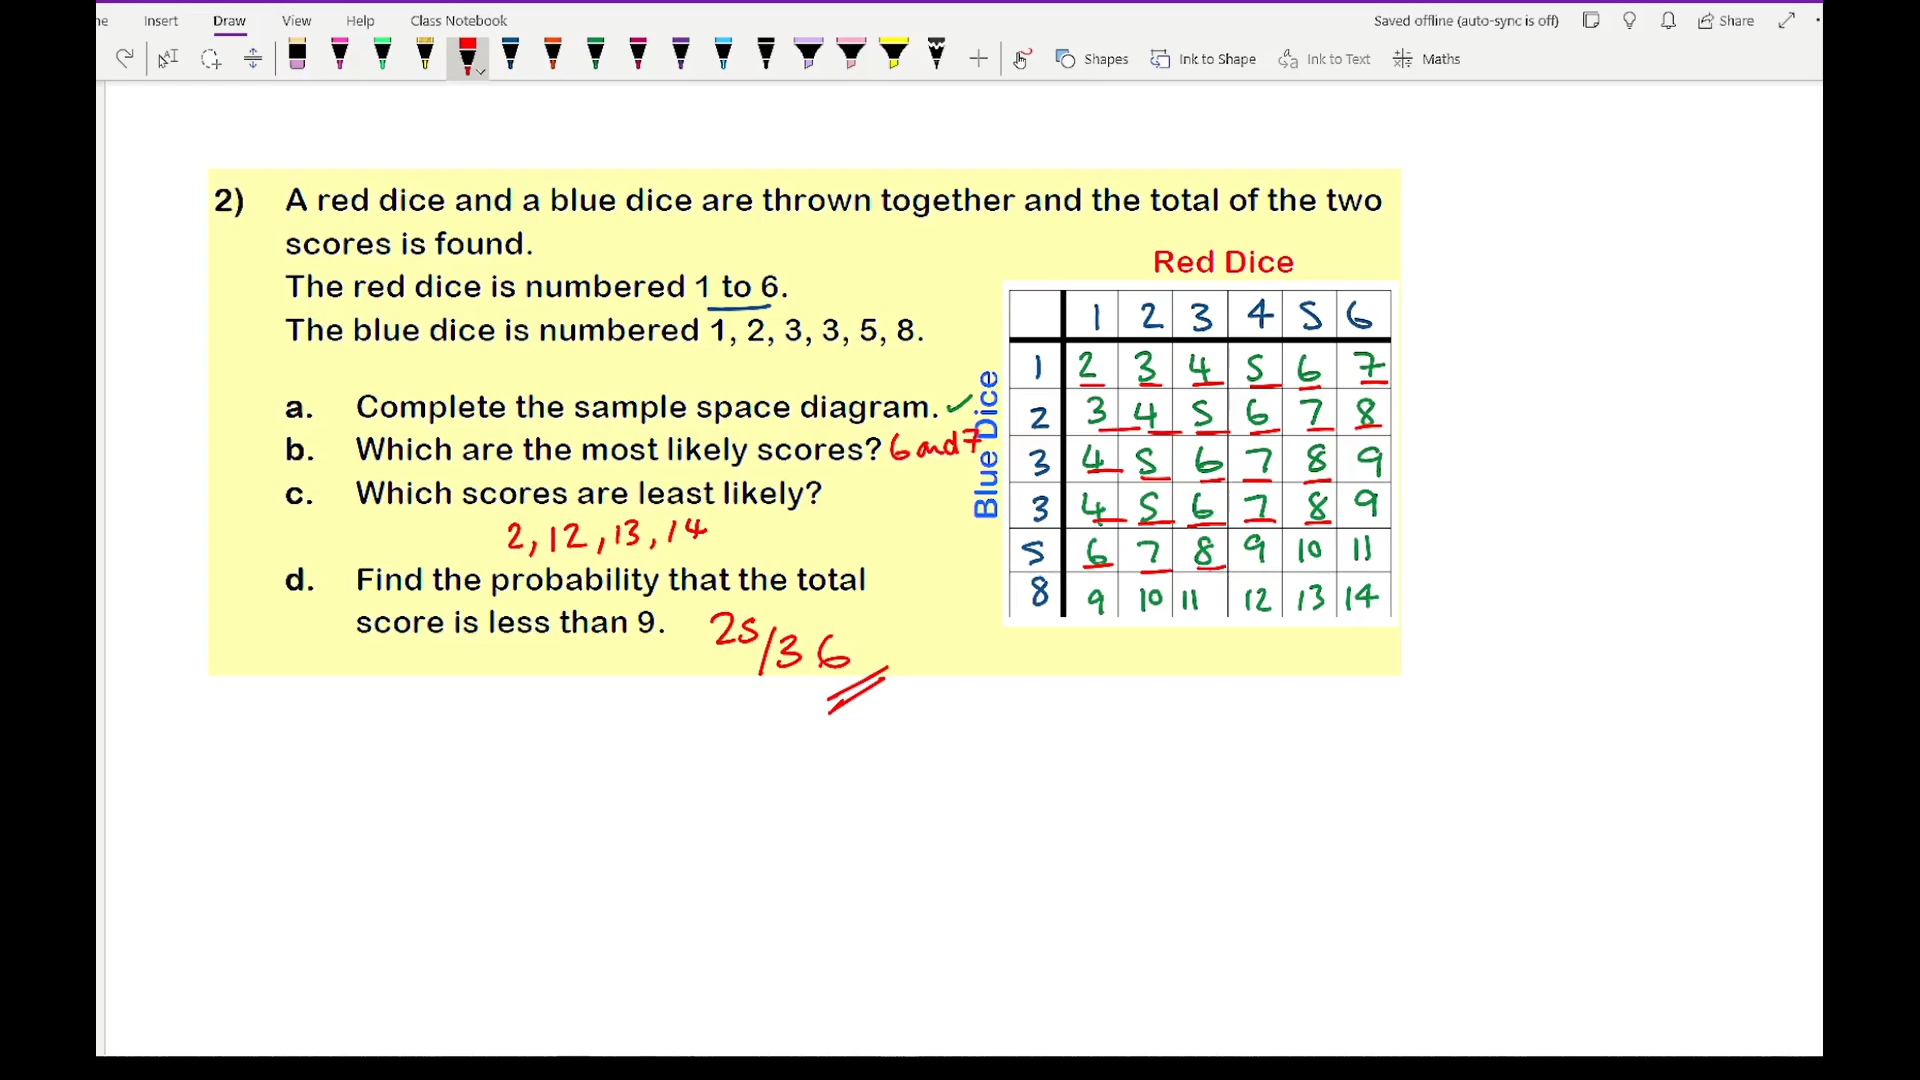 ne Insert Draw View Help Class Notebook Saved offline (auto-sync is off) Share
Shapes Ink to Shape Ink to Text Maths
2) A red dice and a blue dice are thrown together and the total of the two
scores is found.
The red dice is numbered 1 to 6.
The blue dice is numbered 1, 2, 3, 3, 5, 8.
a. Complete the sample space diagram. ✓
b. Which are the most likely scores? 6 and 7
c. Which scores are least likely?
2, 12, 13, 14
d. Find the probability that the total
score is less than 9. 25/36
Red Dice
Blue Dice
1 2 3 4 5 6
1 2 3 4 5 6 7
2 3 4 5 6 7 8
3 4 5 6 7 8 9
3 4 5 6 7 8 9
5 6 7 8 9 10 11
8 9 10 11 12 13 14